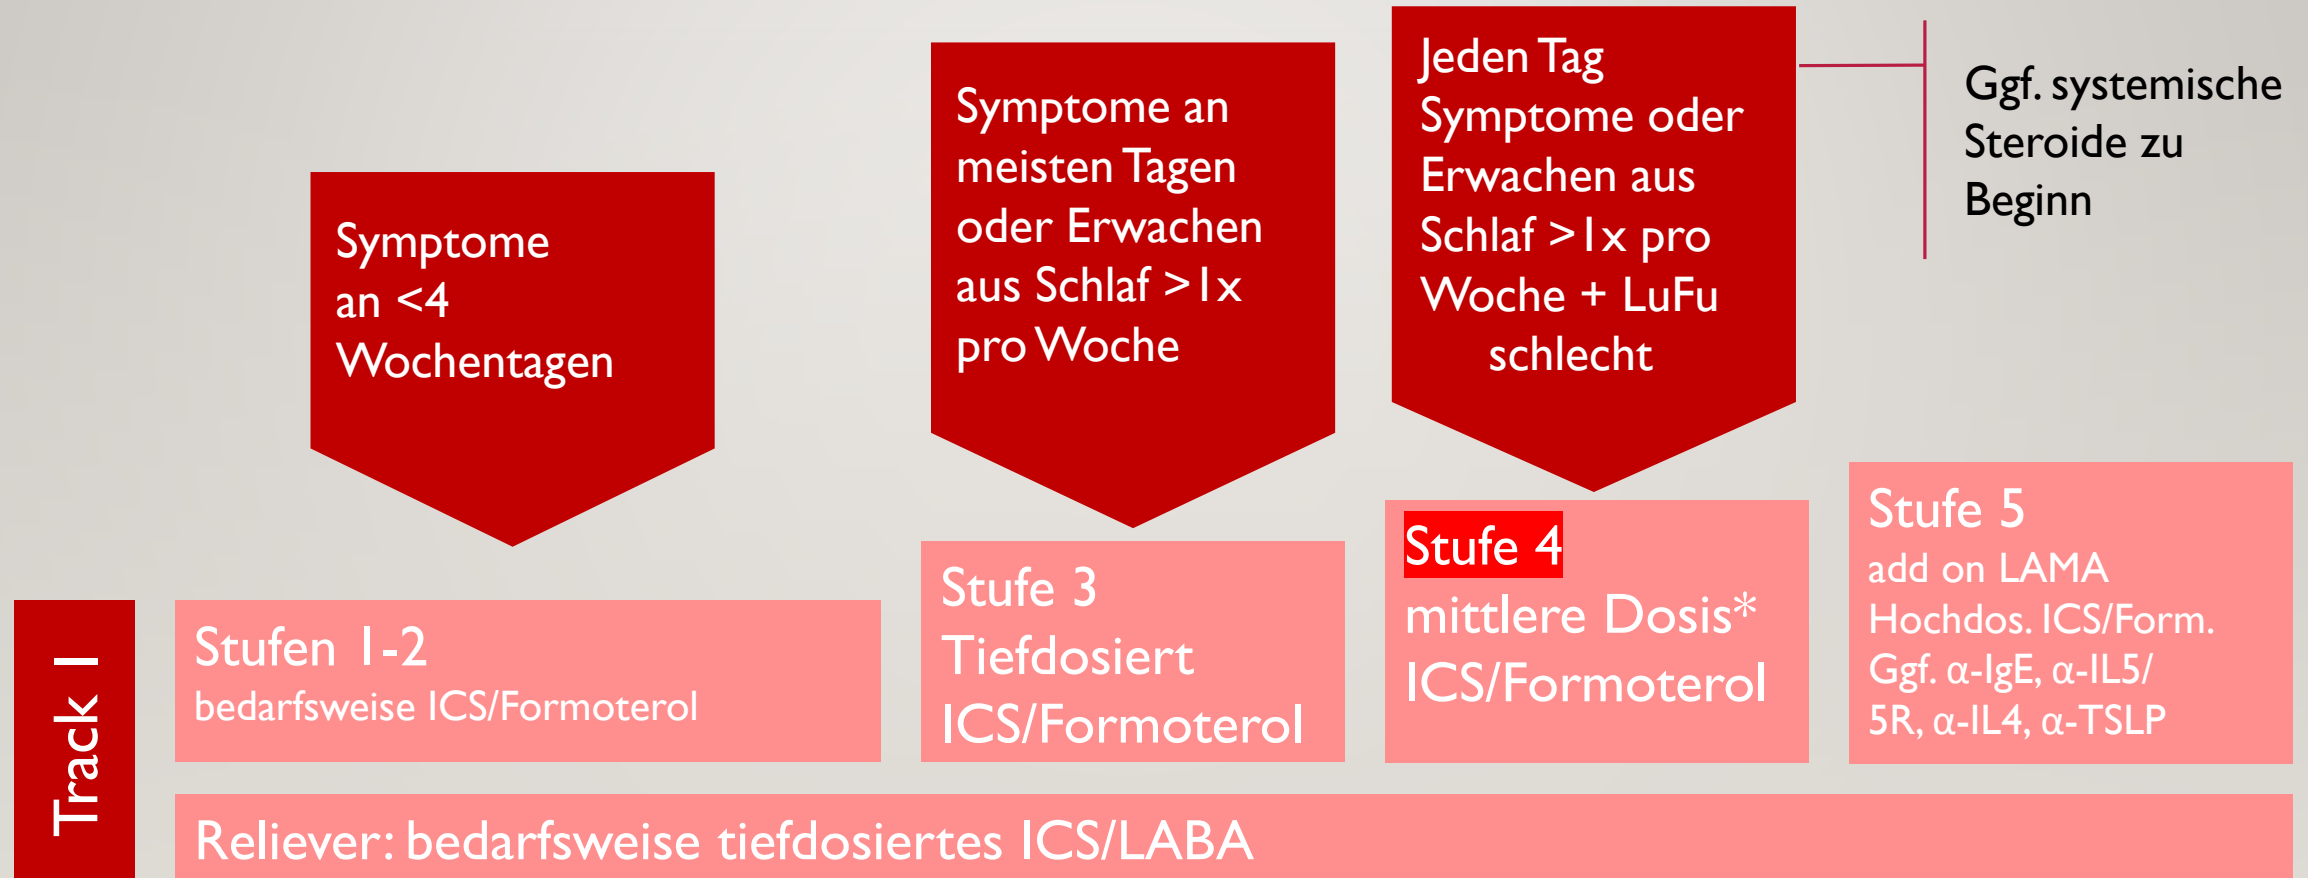 Symptome
an <4
Wochentagen
Symptome an
meisten Tagen
oder Erwachen
aus Schlaf >1x
pro Woche
Jeden Tag
Symptome oder
Erwachen aus
Schlaf >1x pro
Woche + LuFu
schlecht
Ggf. systemische
Steroide zu
Beginn
Track 1
Stufen 1-2
bedarfsweise ICS/Formoterol
Stufe 3
Tiefdosiert
ICS/Formoterol
Stufe 4
mittlere Dosis*
ICS/Formoterol
Stufe 5
add on LAMA
Hochdos. ICS/Form.
Ggf. α-IgE, α-IL5/
5R, α-IL4, α-TSLP
Reliever: bedarfsweise tiefdosiertes ICS/LABA